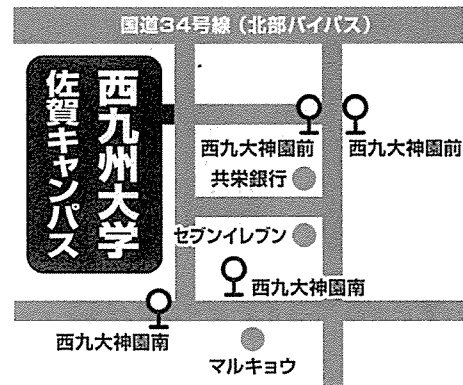 国道34号線（北部バイパス）
西九州大学
佐賀キャンパス
西九大神園前
西九大神園前
共栄銀行
セブンイレブン
西九大神園南
西九大神園南
マルキョウ